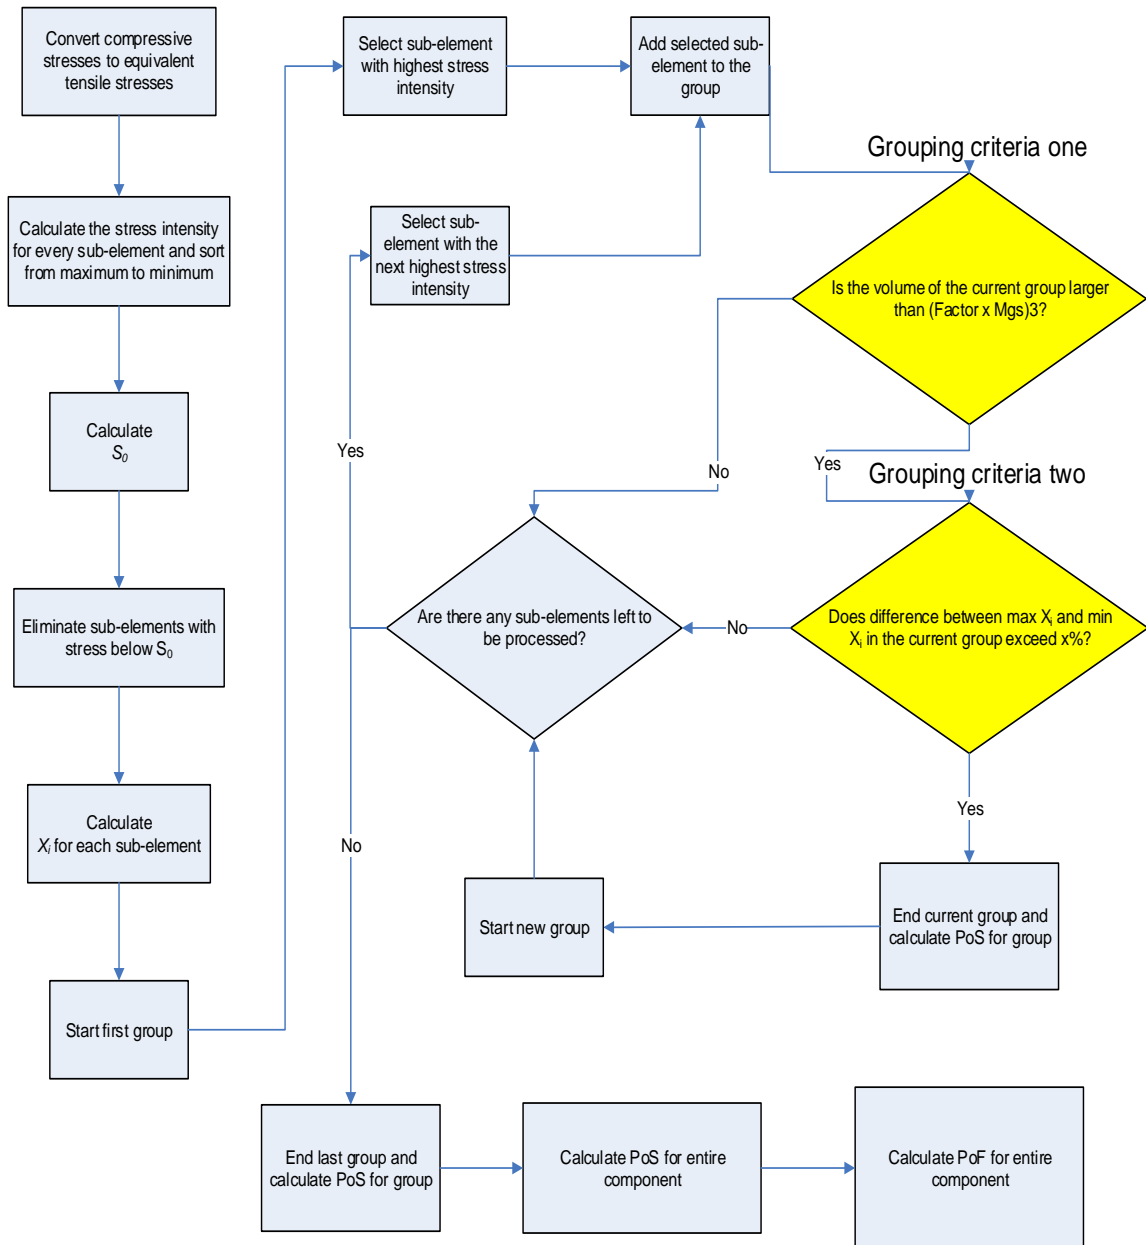 Convert compressive
stresses to equivalent
tensile stresses
Calculate the stress intensity
for every sub-element and sort
from maximum to minimum
Calculate
S₀
Eliminate sub-elements with
stress below S₀
Calculate
Xᵢ for each sub-element
Start first group
Select sub-element
with highest stress
intensity
Add selected sub-
element to the
group
Select sub-
element with the
next highest stress
intensity
Grouping criteria one
Is the volume of the current group larger
than (Factor x Mgs)3?
No
Yes
Grouping criteria two
Does difference between max Xᵢ and min
Xᵢ in the current group exceed x%?
No
Yes
Are there any sub-elements left to
be processed?
Yes
No
End current group and
calculate PoS for group
Start new group
End last group and
calculate PoS for group
Calculate PoS for entire
component
Calculate PoF for entire
component